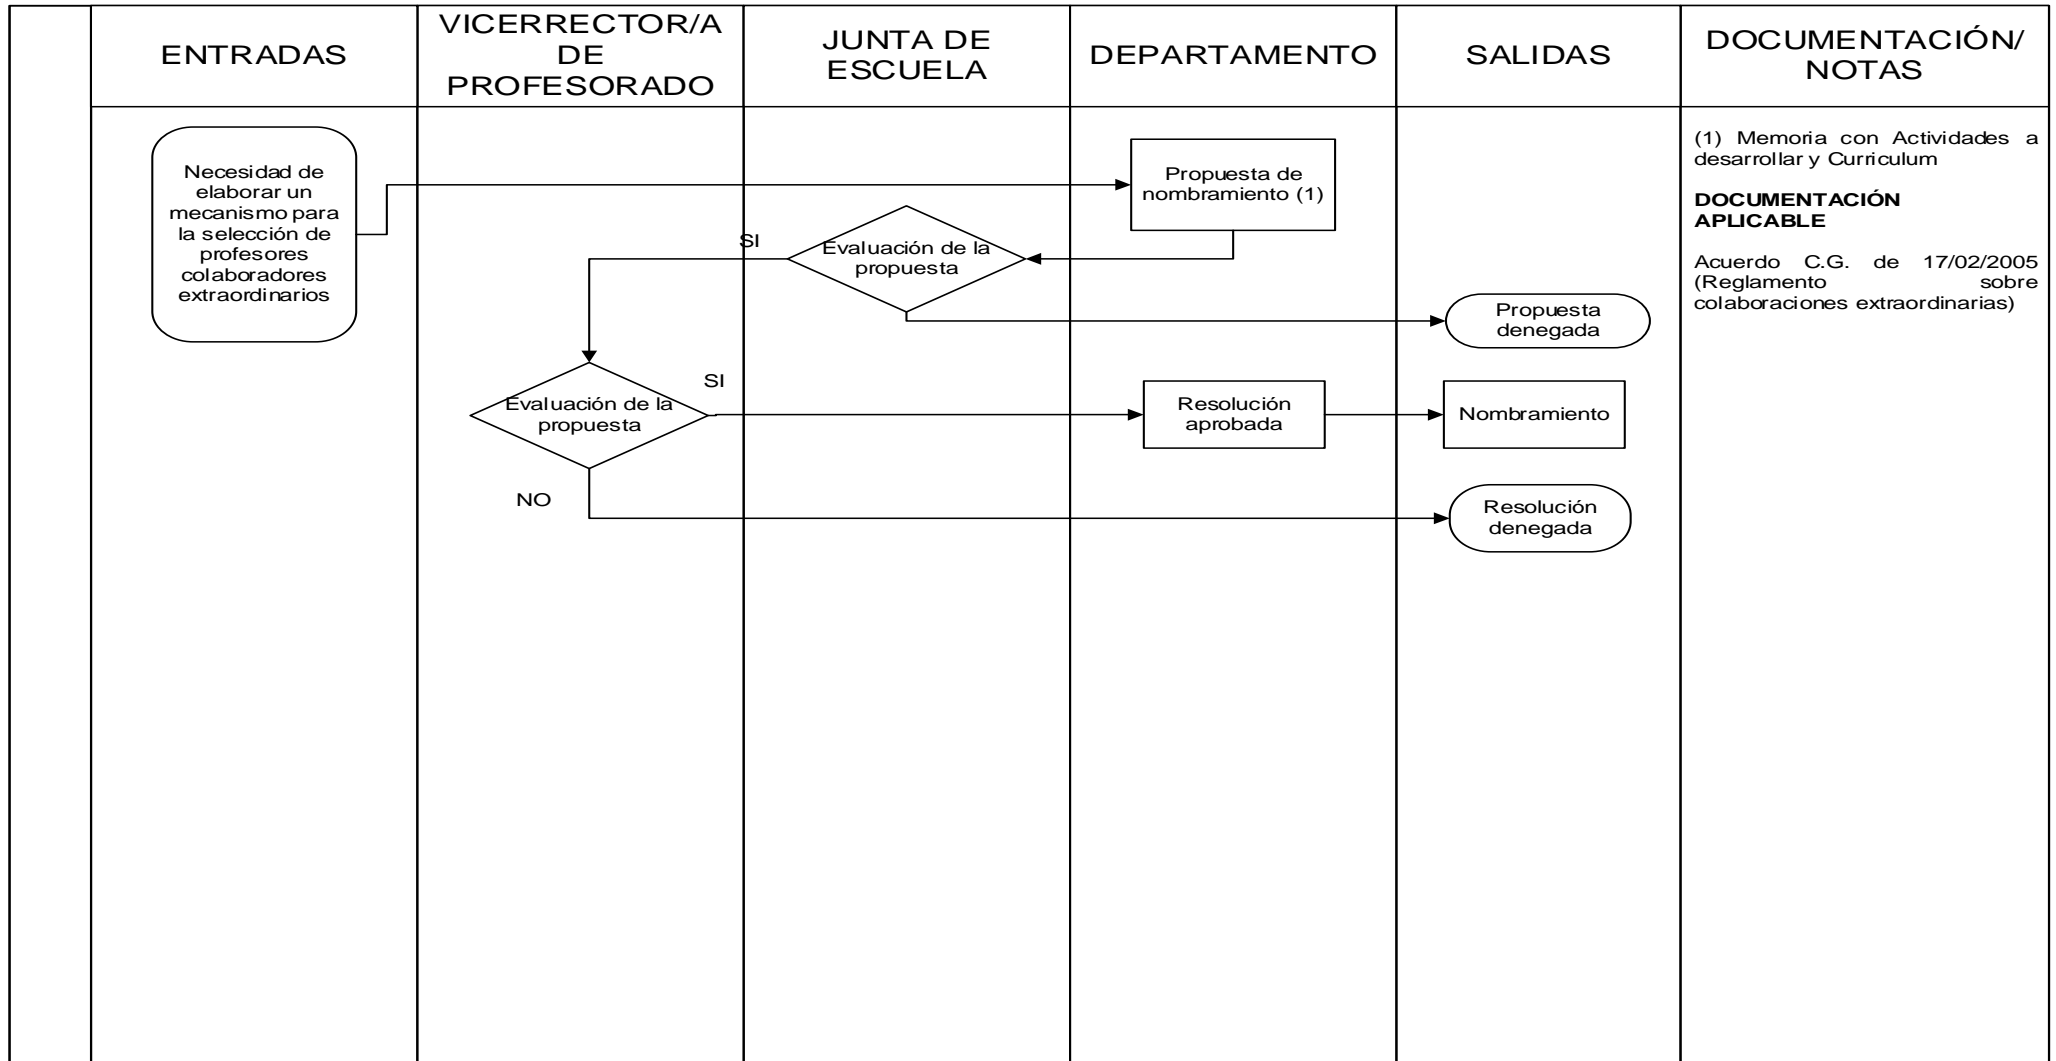 ENTRADAS
VICERRECTOR/A
DE
PROFESORADO
JUNTA DE
ESCUELA
DEPARTAMENTO
SALIDAS
DOCUMENTACIÓN/
NOTAS
Necesidad de
elaborar un
mecanismo para
la selección de
profesores
colaboradores
extraordinarios
Propuesta de
nombramiento (1)
(1) Memoria con Actividades a
desarrollar y Curriculum
DOCUMENTACIÓN
APLICABLE
Acuerdo C.G. de 17/02/2005
(Reglamento sobre
colaboraciones extraordinarias)
SI
Evaluación de la
propuesta
Propuesta
denegada
SI
Evaluación de la
propuesta
Resolución
aprobada
Nombramiento
NO
Resolución
denegada